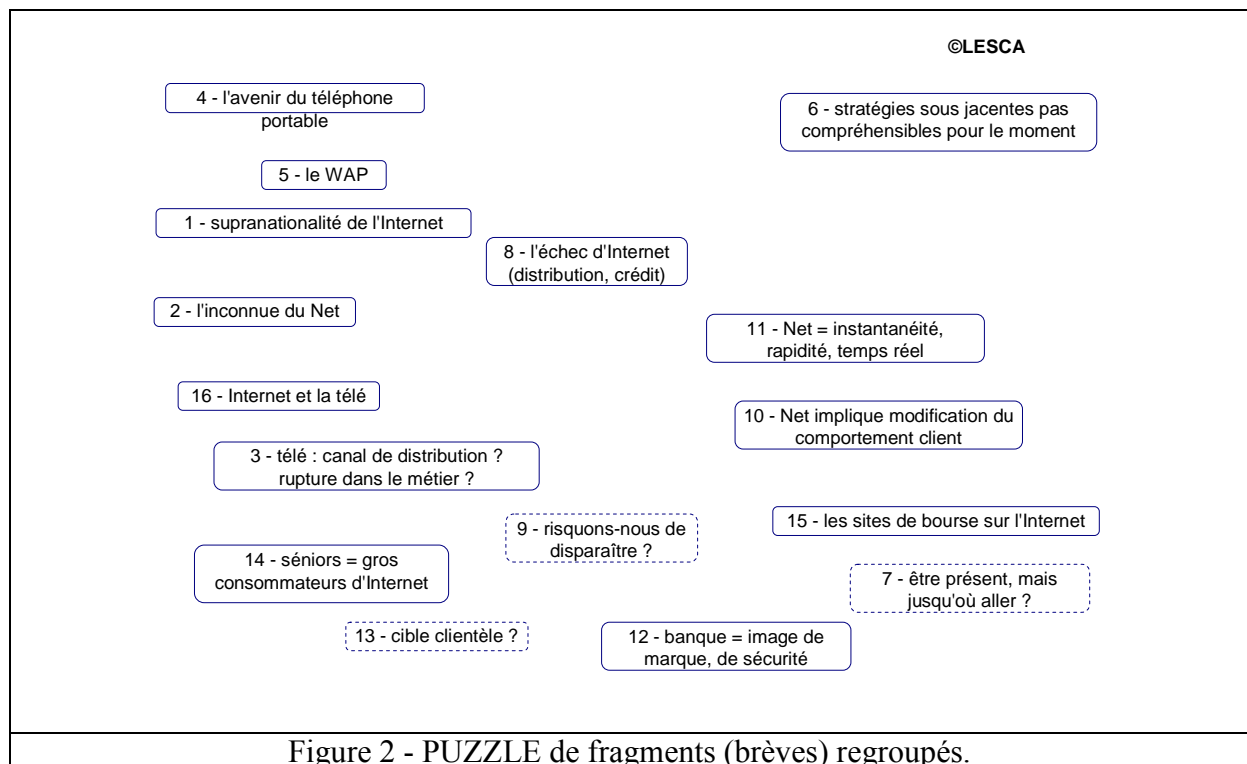 ©LESCA
4 - l'avenir du téléphone
portable
6 - stratégies sous jacentes pas
compréhensibles pour le moment
5 - le WAP
1 - supranationalité de l'Internet
8 - l'échec d'Internet
(distribution, crédit)
2 - l'inconnue du Net
11 - Net = instantanéité,
rapidité, temps réel
16 - Internet et la télé
10 - Net implique modification du
comportement client
3 - télé : canal de distribution ?
rupture dans le métier ?
9 - risquons-nous de
disparaître ?
15 - les sites de bourse sur l'Internet
14 - séniors = gros
consommateurs d'Internet
7 - être présent, mais
jusqu'où aller ?
13 - cible clientèle ?
12 - banque = image de
marque, de sécurité
Figure 2 - PUZZLE de fragments (brèves) regroupés.